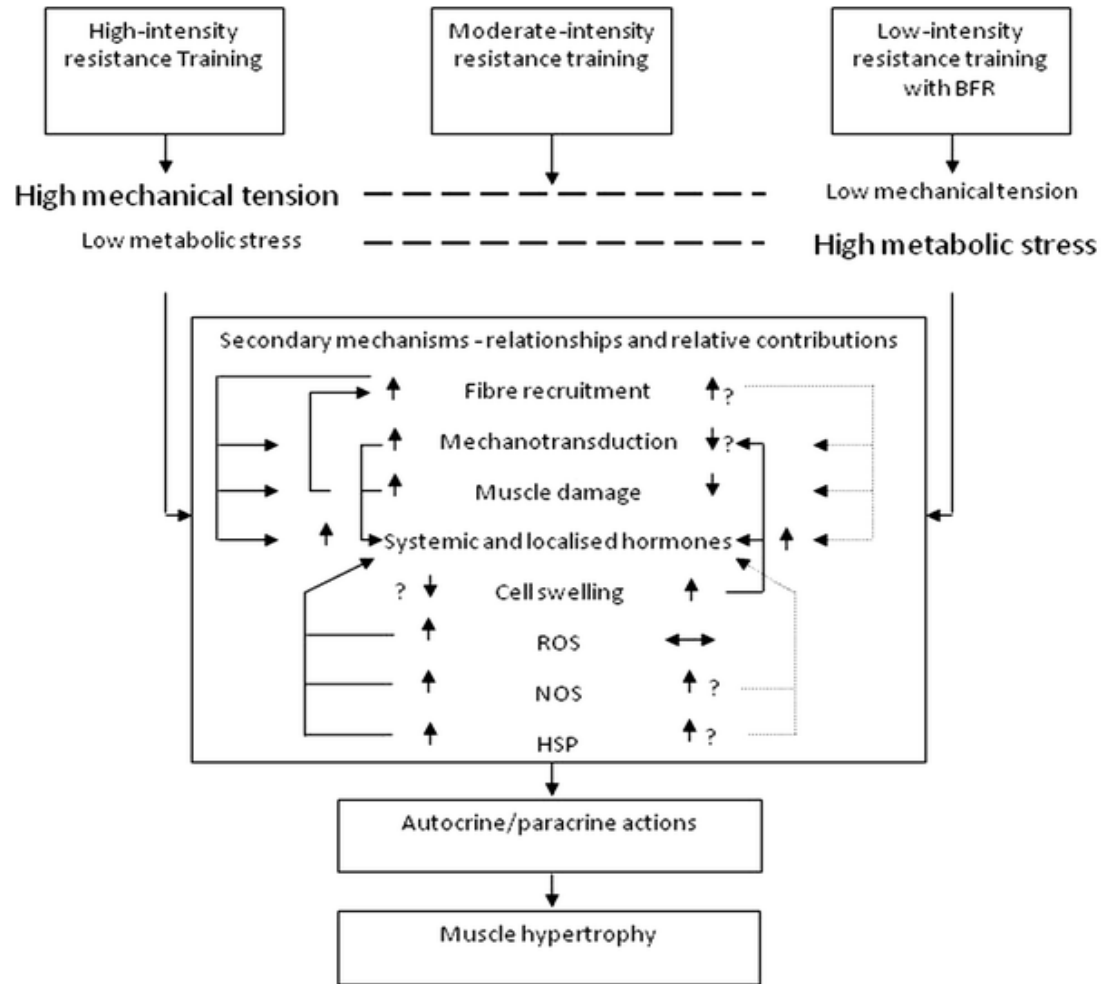 High-intensity
resistance Training
Moderate-intensity
resistance training
Low-intensity
resistance training
with BFR
High mechanical tension
Low mechanical tension
Low metabolic stress
High metabolic stress
Secondary mechanisms - relationships and relative contributions
Fibre recruitment
?
Mechanotransduction
?
Muscle damage
Systemic and localised hormones
?
Cell swelling
ROS
NOS
?
HSP
?
Autocrine/paracrine actions
Muscle hypertrophy